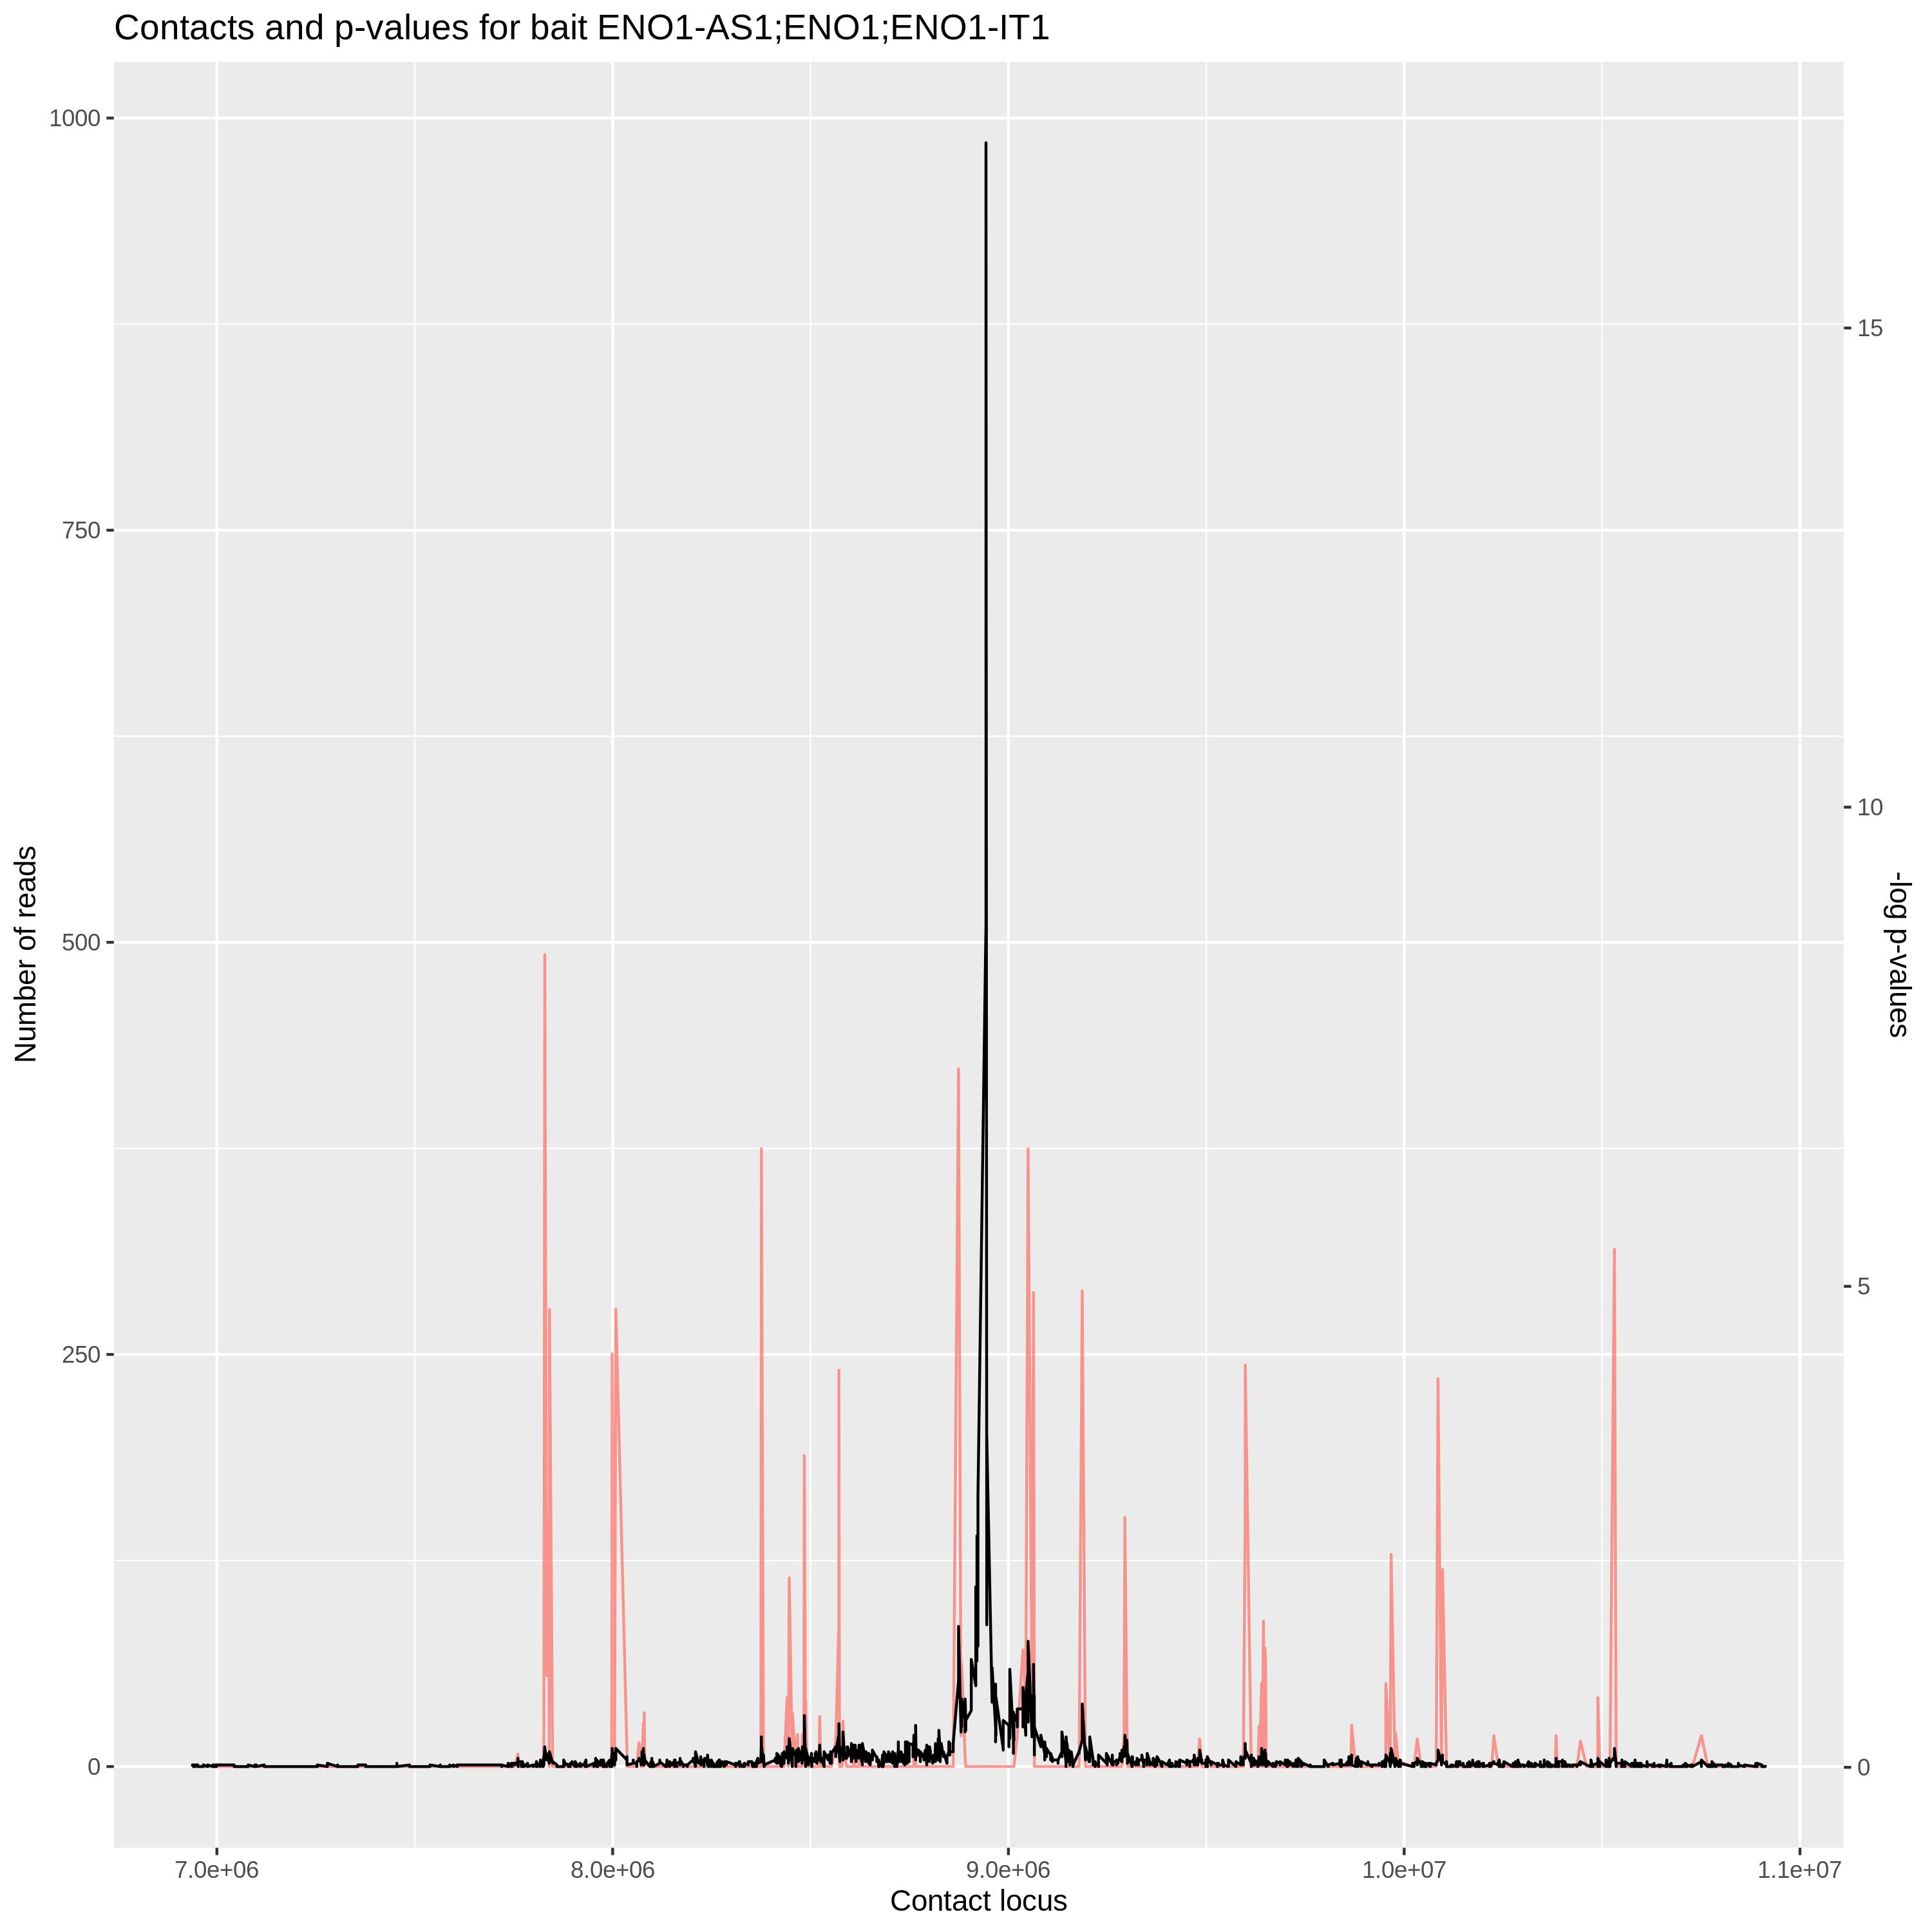 Contacts and p-values for bait ENO1-AS1;ENO1;ENO1-IT1
1000
750
500
250
0
Number of reads
15
10
5
0
-log p-values
7.0e+06
8.0e+06
9.0e+06
1.0e+07
1.1e+07
Contact locus